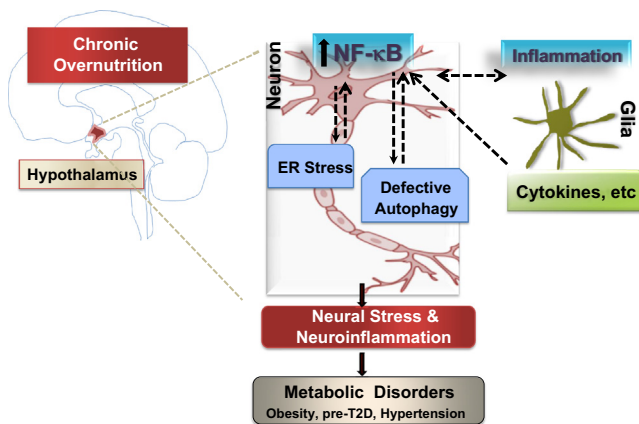 Chronic
Overnutrition
Hypothalamus
Neuron
NF-κB
ER Stress
Defective
Autophagy
Inflammation
Glia
Cytokines, etc
Neural Stress &
Neuroinflammation
Metabolic Disorders
Obesity, pre-T2D, Hypertension